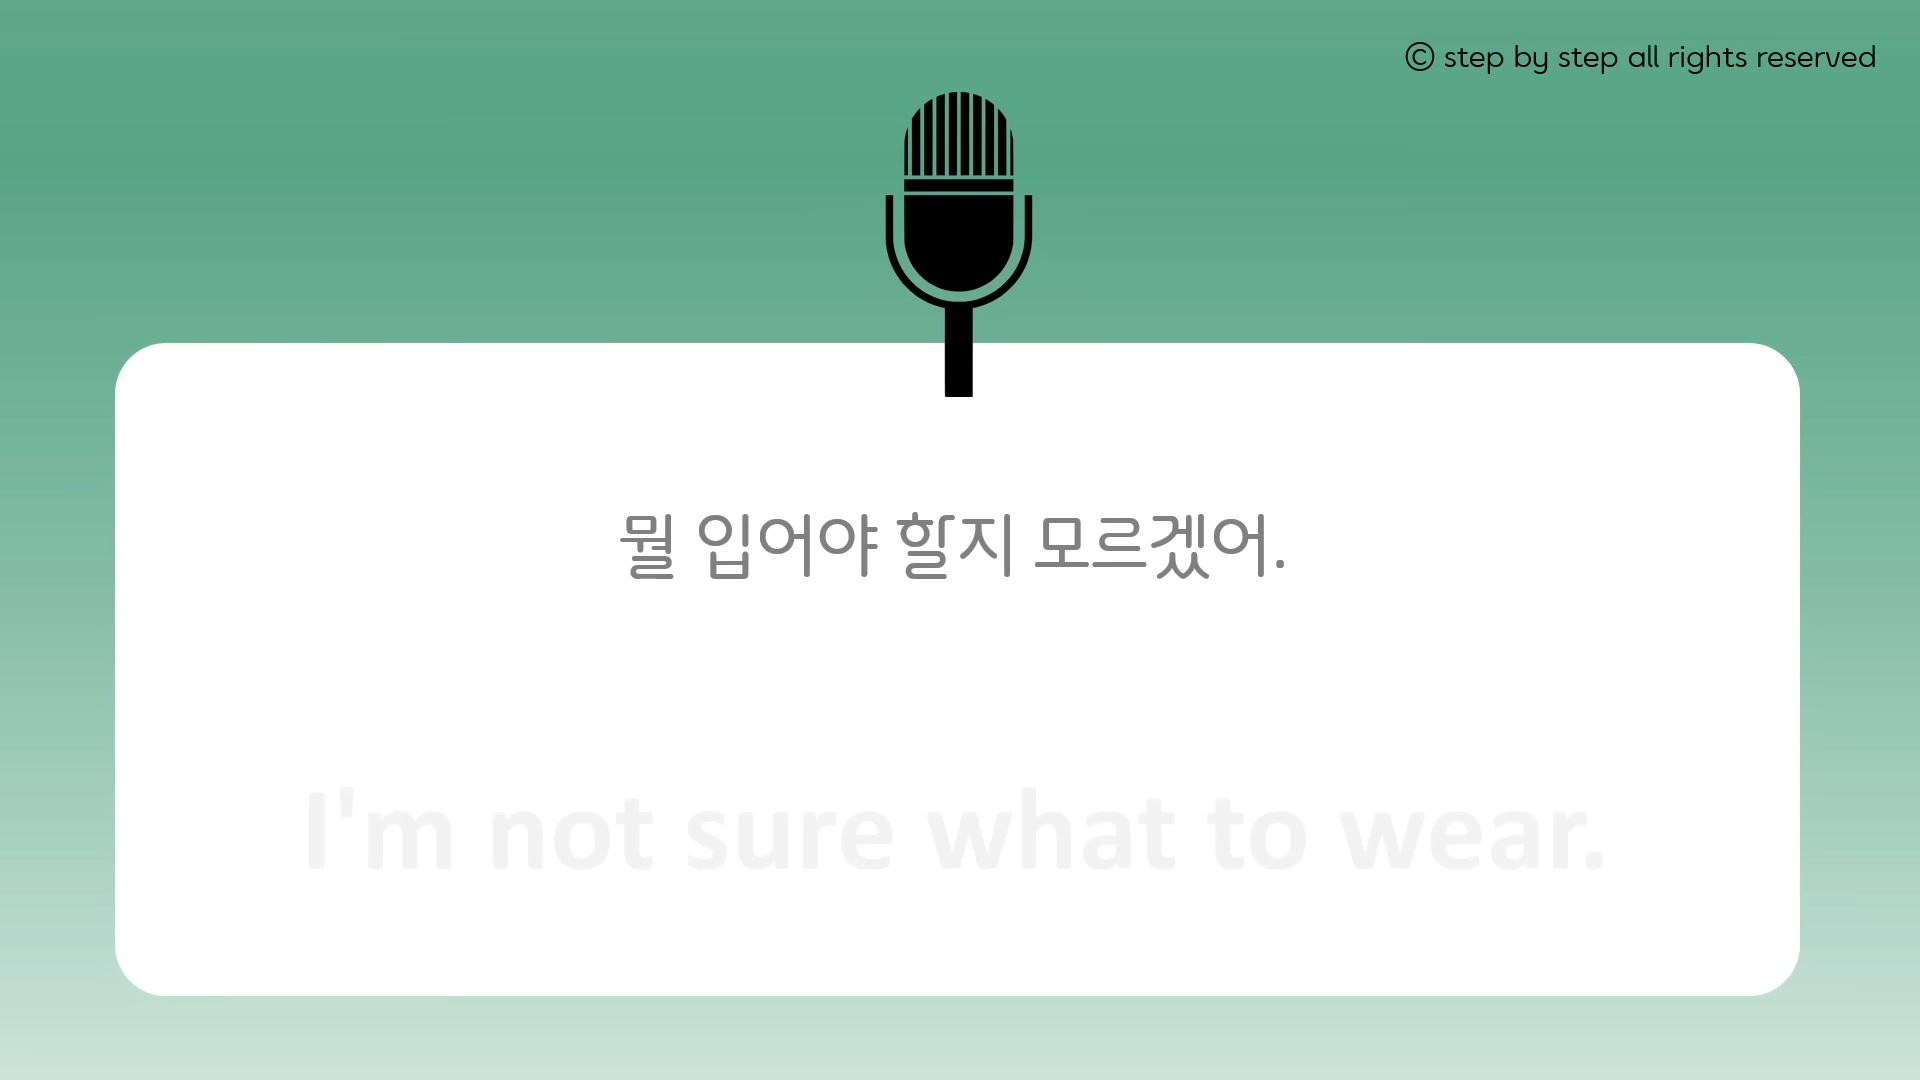 © step by step all rights reserved
뭘 입어야 할지 모르겠어.
I'm not sure what to wear.